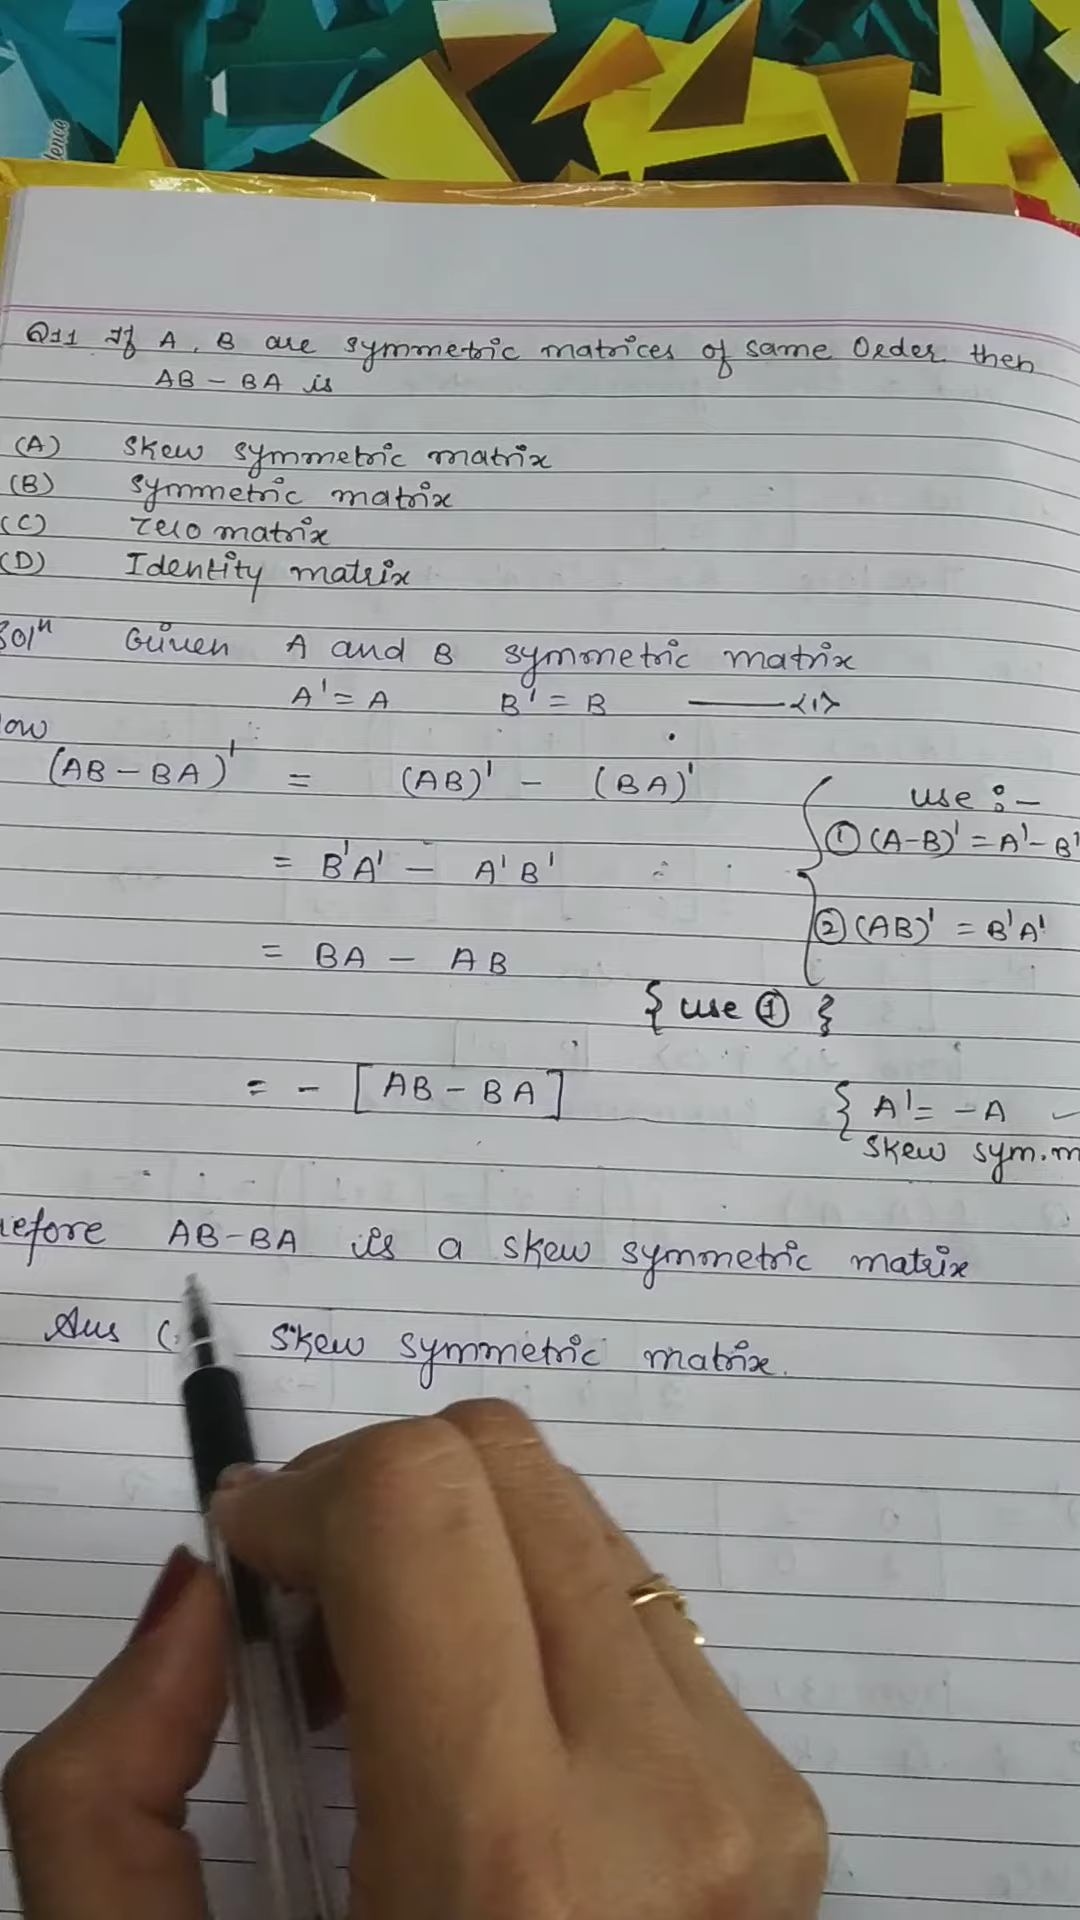 Q11 If A, B are symmetric matrices of same Order then
AB - BA is
(A) Skew symmetric matrix
(B) symmetric matrix
(C) zero matrix
(D) Identity matrix
Solⁿ Given A and B symmetric matrix
A' = A B' = B ——<1>
ow
(AB - BA)' = (AB)' - (BA)'
use :-
① (A-B)' = A' - B'
= B'A' - A'B'
② (AB)' = B'A'
= BA - AB
{ use ① }
= - [AB - BA]
{ A' = -A
Skew sym. m
efore AB-BA is a skew symmetric matrix
Ans ( Skew symmetric matrix.